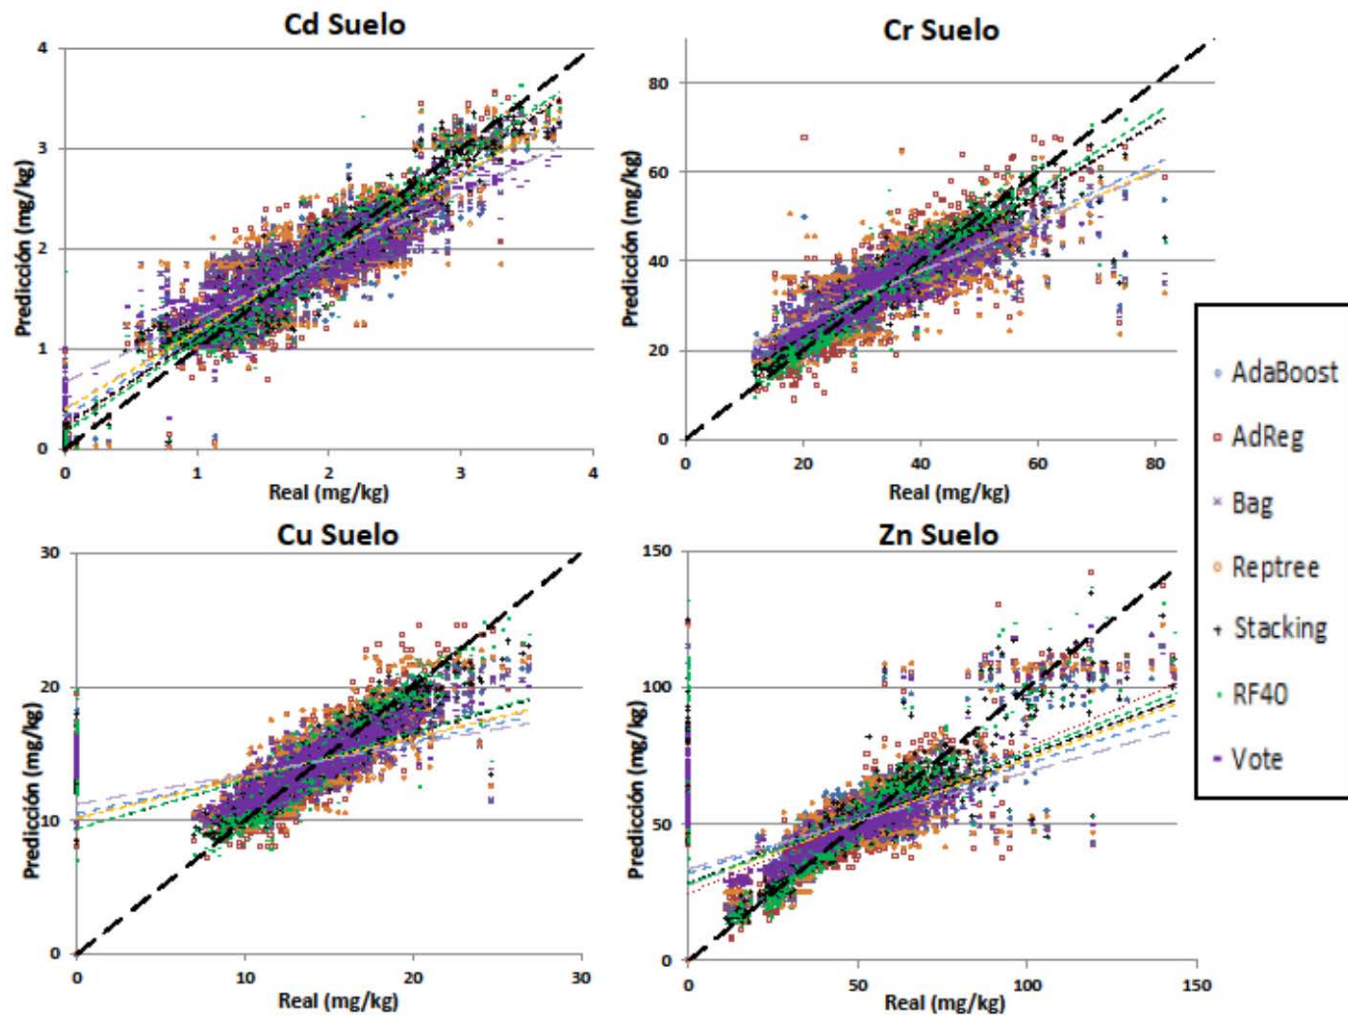 Cd Suelo
4
3
2
1
0
Predicción (mg/kg)
0 1 2 3 4
Real (mg/kg)
Cr Suelo
80
60
40
20
0
Predicción (mg/kg)
0 20 40 60 80
Real (mg/kg)
Cu Suelo
30
20
10
0
Predicción (mg/kg)
0 10 20 30
Real (mg/kg)
Zn Suelo
150
100
50
0
Predicción (mg/kg)
0 50 100 150
Real (mg/kg)
AdaBoost
AdReg
Bag
Reptree
Stacking
RF40
Vote